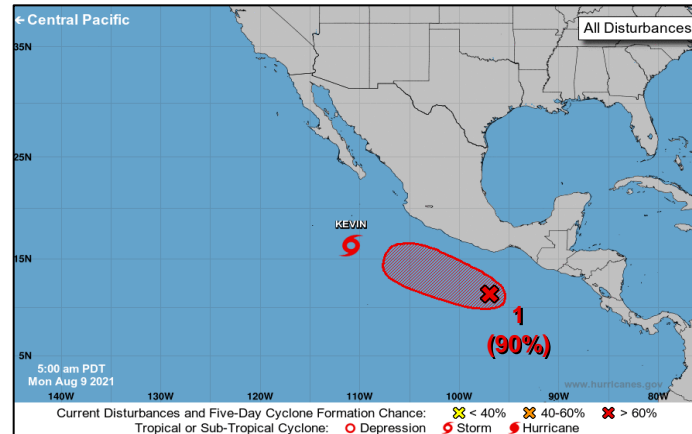 ← Central Pacific
All Disturbances
35N
25N
KEVIN
15N
1
(90%)
5N
5:00 am PDT
Mon Aug 9 2021
www.hurricanes.gov
140W 130W 120W 110W 100W 90W 80W
Current Disturbances and Five-Day Cyclone Formation Chance: < 40% 40-60% > 60%
Tropical or Sub-Tropical Cyclone: Depression Storm Hurricane